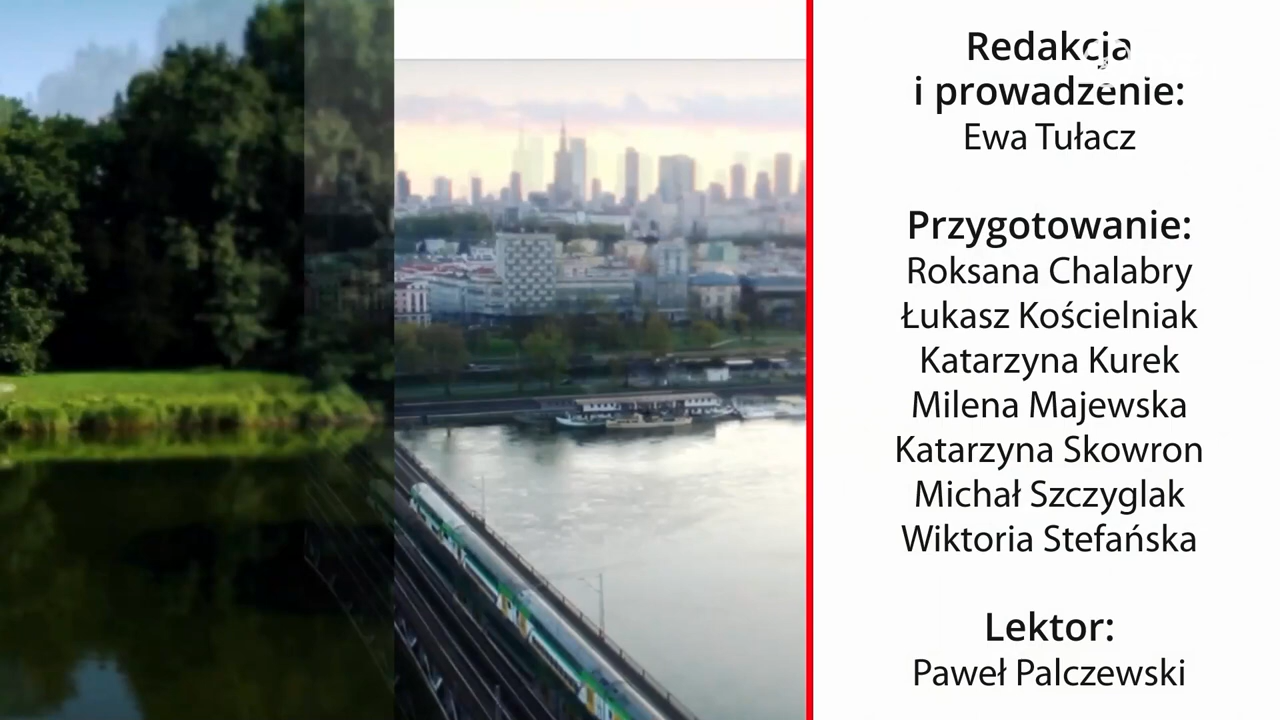 Redakcja
i prowadzenie:
Ewa Tułacz
Przygotowanie:
Roksana Chalabry
Łukasz Kościelniak
Katarzyna Kurek
Milena Majewska
Katarzyna Skowron
Michał Szczyglak
Wiktoria Stefańska
Lektor:
Paweł Palczewski